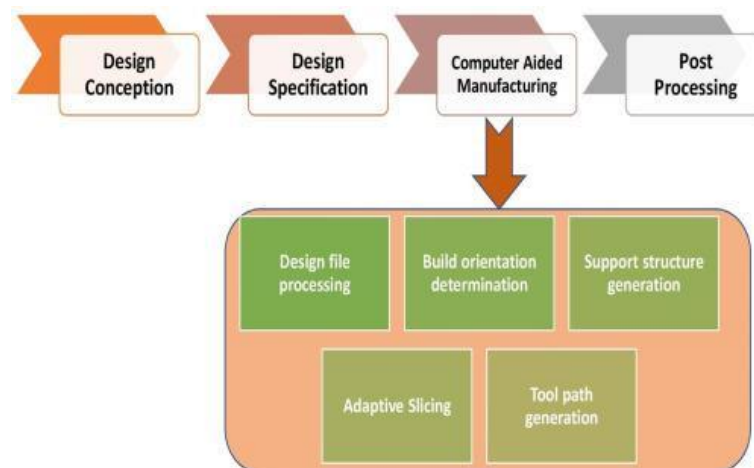 Design
Conception
Design
Specification
Computer Aided
Manufacturing
Post
Processing
Design file
processing
Build orientation
determination
Support structure
generation
Adaptive Slicing
Tool path
generation